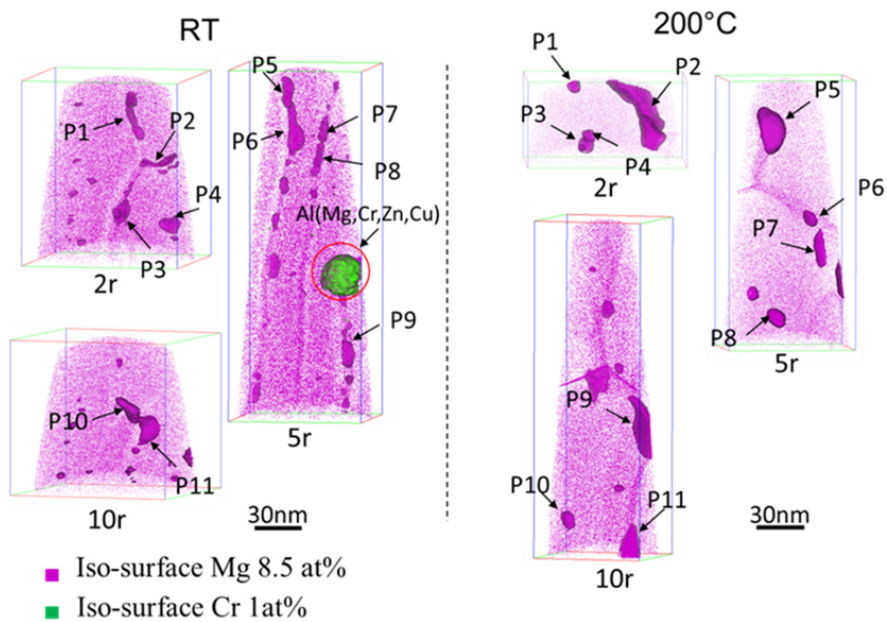 RT
P1
P2
P4
P3
2r
P5
P7
P6
P8
Al(Mg,Cr,Zn,Cu)
P9
5r
P10
P11
10r
30nm
200°C
P1
P2
P3
P4
2r
P5
P6
P7
P8
5r
P9
P10
P11
10r
30nm
Iso-surface Mg 8.5 at%
Iso-surface Cr 1at%